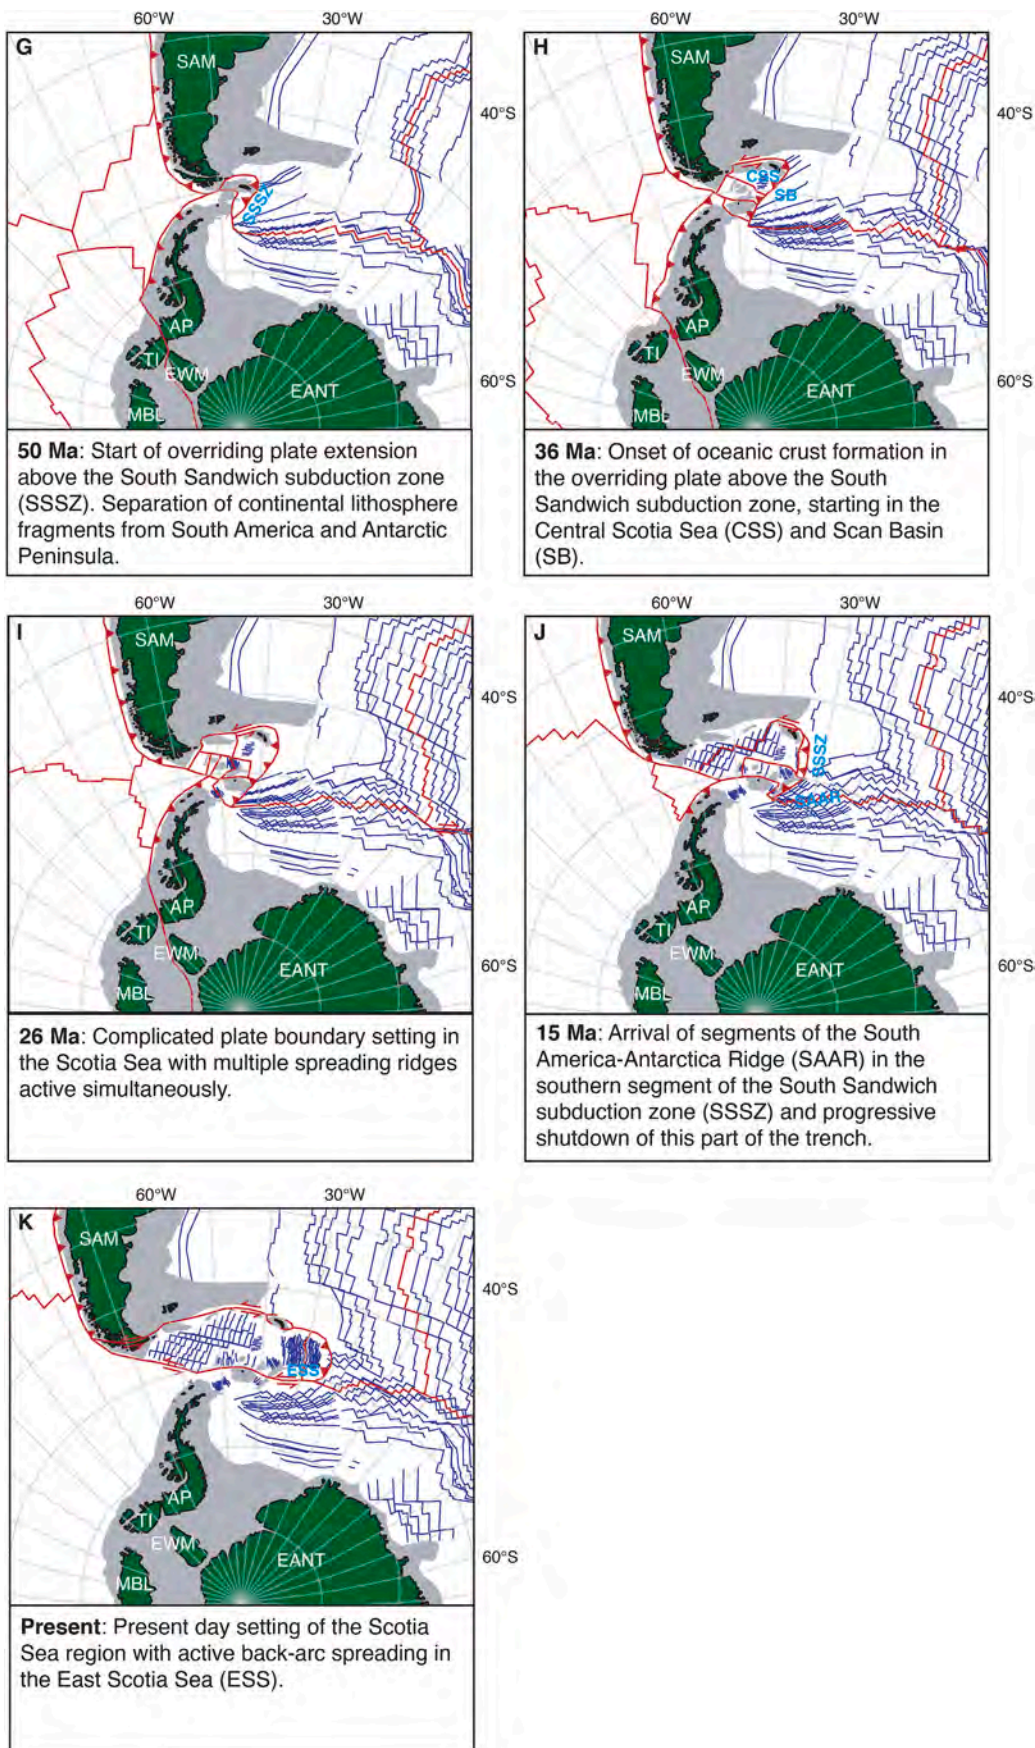 60°W 30°W
G
SAM
40°S
SSSZ
AP
TI
EWM
EANT
MBL
60°S
50 Ma: Start of overriding plate extension
above the South Sandwich subduction zone
(SSSZ). Separation of continental lithosphere
fragments from South America and Antarctic
Peninsula.
60°W 30°W
H
SAM
40°S
CSS
SB
AP
TI
EWM
EANT
MBL
60°S
36 Ma: Onset of oceanic crust formation in
the overriding plate above the South
Sandwich subduction zone, starting in the
Central Scotia Sea (CSS) and Scan Basin
(SB).
60°W 30°W
I
SAM
40°S
AP
TI
EWM
EANT
MBL
60°S
26 Ma: Complicated plate boundary setting in
the Scotia Sea with multiple spreading ridges
active simultaneously.
60°W 30°W
J
SAM
40°S
SSSZ
SAAR
AP
TI
EWM
EANT
MBL
60°S
15 Ma: Arrival of segments of the South
America-Antarctica Ridge (SAAR) in the
southern segment of the South Sandwich
subduction zone (SSSZ) and progressive
shutdown of this part of the trench.
60°W 30°W
K
SAM
40°S
ESS
AP
TI
EWM
EANT
MBL
60°S
Present: Present day setting of the Scotia
Sea region with active back-arc spreading in
the East Scotia Sea (ESS).